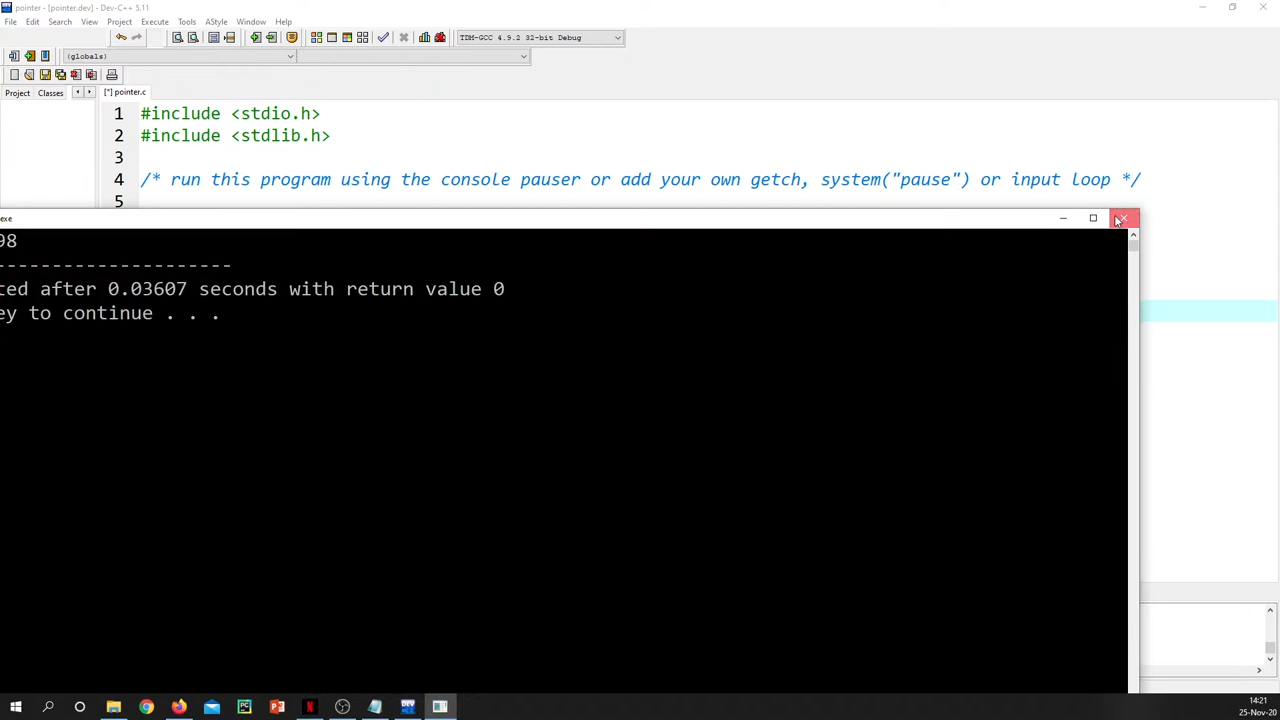 pointer - [pointer.dev] - Dev-C++ 5.11
File Edit Search View Project Execute Tools AStyle Window Help
TDM-GCC 4.9.2 32-bit Debug
(globals)
Project Classes
[*] pointer.c
1 #include <stdio.h>
2 #include <stdlib.h>
3
4 /* run this program using the console pauser or add your own getch, system("pause") or input loop */
5
exe
98
---------------------
ted after 0.03607 seconds with return value 0
ey to continue . . .
14:21
25-Nov-20